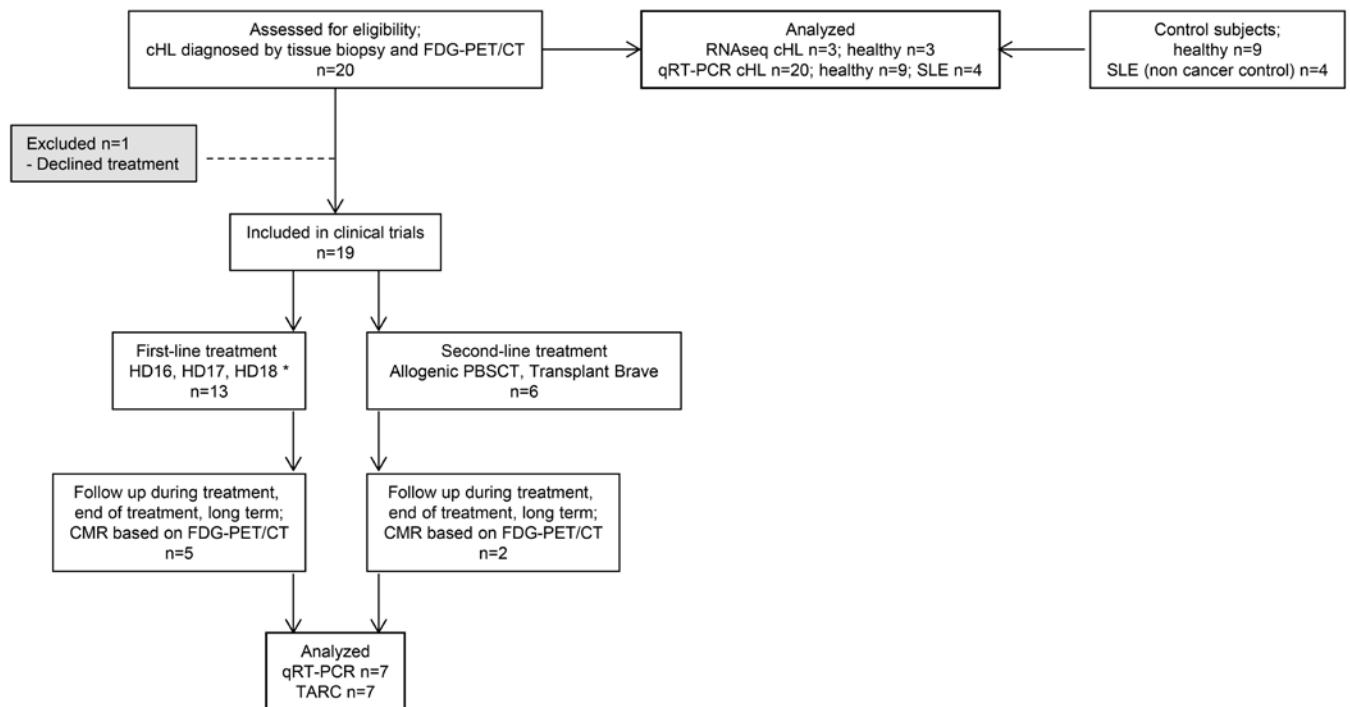 Assessed for eligibility;
cHL diagnosed by tissue biopsy and FDG-PET/CT
n=20
Analyzed
RNAseq cHL n=3; healthy n=3
qRT-PCR cHL n=20; healthy n=9; SLE n=4
Control subjects;
healthy n=9
SLE (non cancer control) n=4
Excluded n=1
- Declined treatment
Included in clinical trials
n=19
First-line treatment
HD16, HD17, HD18 *
n=13
Second-line treatment
Allogenic PBSCT, Transplant Brave
n=6
Follow up during treatment,
end of treatment, long term;
CMR based on FDG-PET/CT
n=5
Follow up during treatment,
end of treatment, long term;
CMR based on FDG-PET/CT
n=2
Analyzed
qRT-PCR n=7
TARC n=7